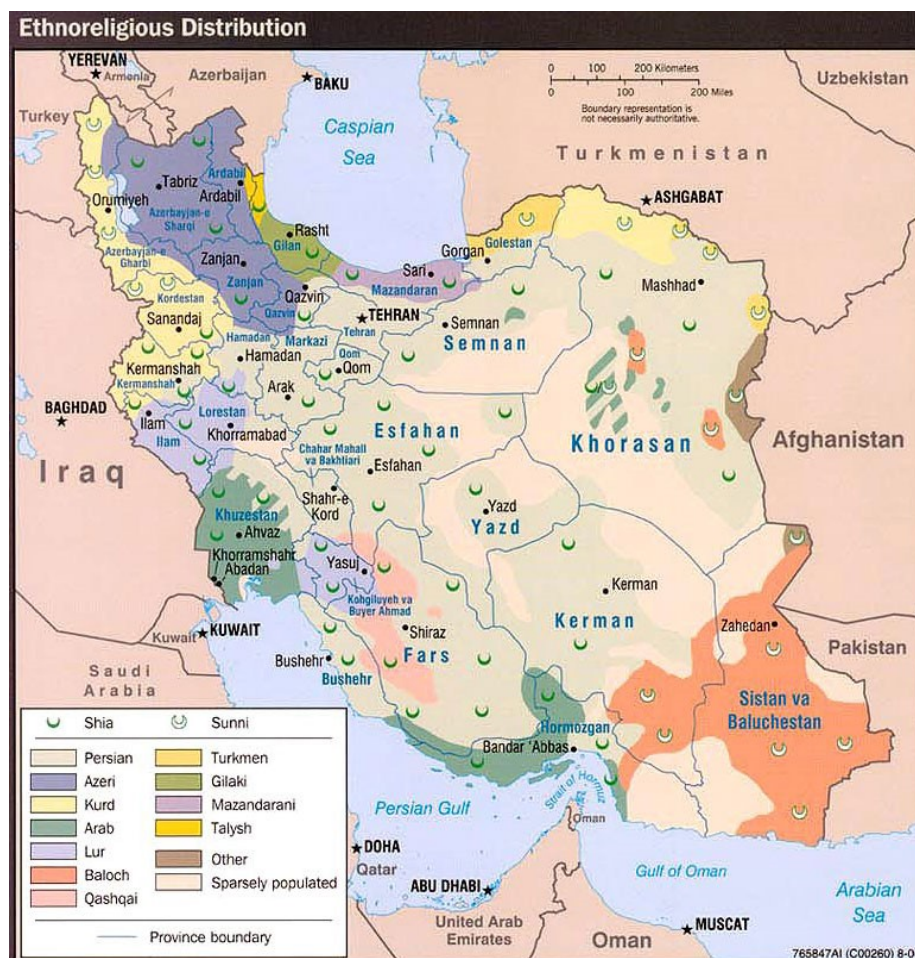 Ethnoreligious Distribution
YEREVAN
Armenia
Azerbaijan
BAKU
0 100 200 Kilometers
0 100 200 Miles
Boundary representation is
not necessarily authoritative.
Uzbekistan
Turkey
Caspian
Sea
Turkmenistan
ASHGABAT
Ardabil
Ardabil
Tabriz
Orumiyeh
Azerbayjan-e
Sharqi
Rasht
Gilan
Golestan
Gorgan
Azerbayjan-e
Gharbi
Zanjan
Zanjan
Sari
Mazandaran
Mashhad
Kordestan
Qazvin
Qazvin
TEHRAN
Tehran
Semnan
Semnan
Sanandaj
Hamadan
Markazi
Hamadan
Qom
Qom
Kermanshah
Kermanshah
Arak
BAGHDAD
Ilam
Ilam
Lorestan
Khorramabad
Esfahan
Khorasan
Afghanistan
Iraq
Chahar Mahall
va Bakhtiari
Esfahan
Shahr-e
Kord
Yazd
Yazd
Khuzestan
Ahvaz
Khorramshahr
Abadan
Yasuj
Kohgiluyeh va
Buyer Ahmad
Kerman
Kerman
Zahedan
Kuwait
KUWAIT
Shiraz
Fars
Pakistan
Saudi
Arabia
Bushehr
Bushehr
Sistan va
Baluchestan
Hormozgan
Bandar 'Abbas
Strait of Hormuz
Oman
Persian Gulf
DOHA
Qatar
ABU DHABI
Gulf of Oman
Arabian
Sea
United Arab
Emirates
Oman
MUSCAT
Shia
Sunni
Persian
Turkmen
Azeri
Gilaki
Kurd
Mazandarani
Arab
Talysh
Lur
Other
Baloch
Sparsely populated
Qashqai
Province boundary
765847AI (C00260) 8-0